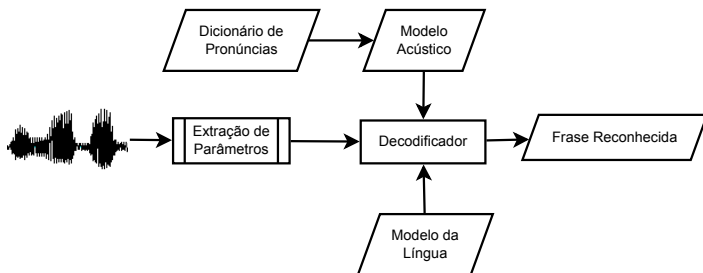 Dicionário de
Pronúncias
Modelo
Acústico
Extração de
Parâmetros
Decodificador
Frase Reconhecida
Modelo da
Língua